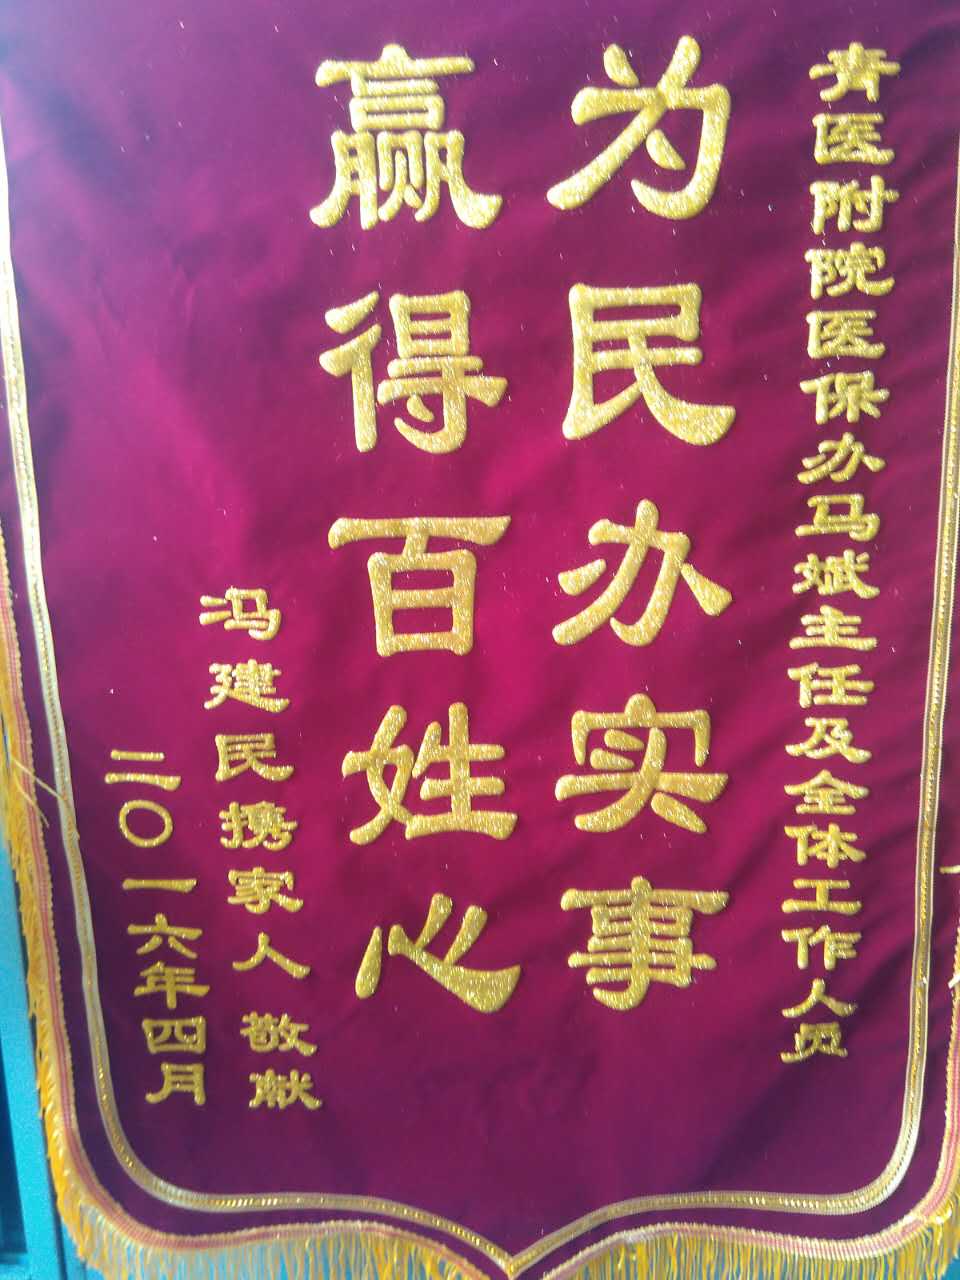 青医附院医保办马斌主任及全体工作人员
为民办实事
赢得百姓心
冯建民携家人敬献
二〇一六年四月